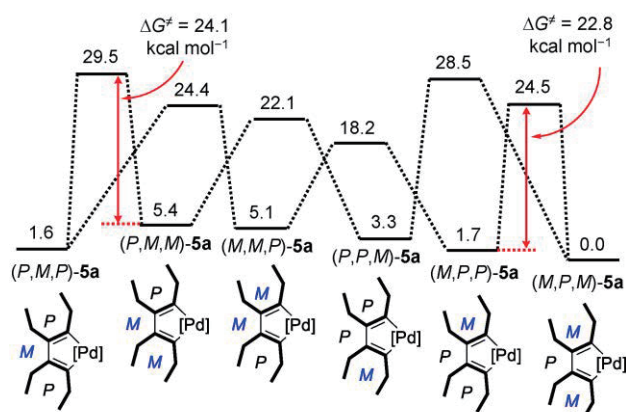 ΔG≠ = 24.1
kcal mol⁻¹
ΔG≠ = 22.8
kcal mol⁻¹
29.5
24.4
22.1
18.2
28.5
24.5
1.6
5.4
5.1
3.3
1.7
0.0
(P,M,P)-5a
(P,M,M)-5a
(M,M,P)-5a
(P,P,M)-5a
(M,P,P)-5a
(M,P,M)-5a
P
M
[Pd]
P
P
M
[Pd]
M
M
M
[Pd]
P
P
P
[Pd]
M
M
P
[Pd]
P
M
P
[Pd]
M